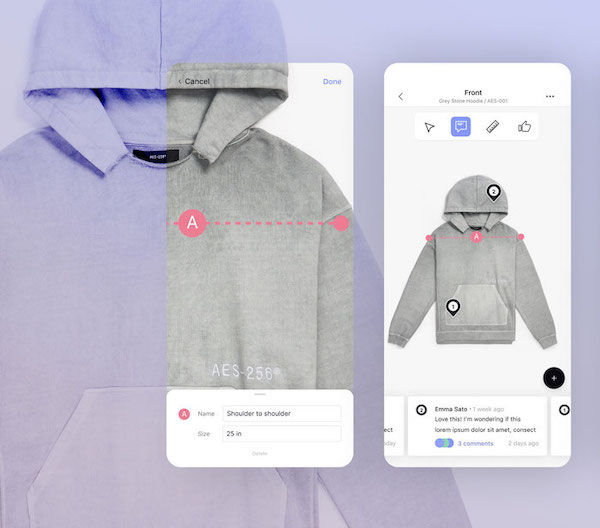 Cancel
Done
AES-256®
A
AES-256®
A
Name
Shoulder to shoulder
Size
25 in
Delete
Front
Grey Stone Hoodie / AES-001
2
A
1
2
Emma Sato • 1 week ago
Love this! I'm wondering if this
lorem ipsum dolor sit amet, consect
3 comments
2 days ago
ect
day
1